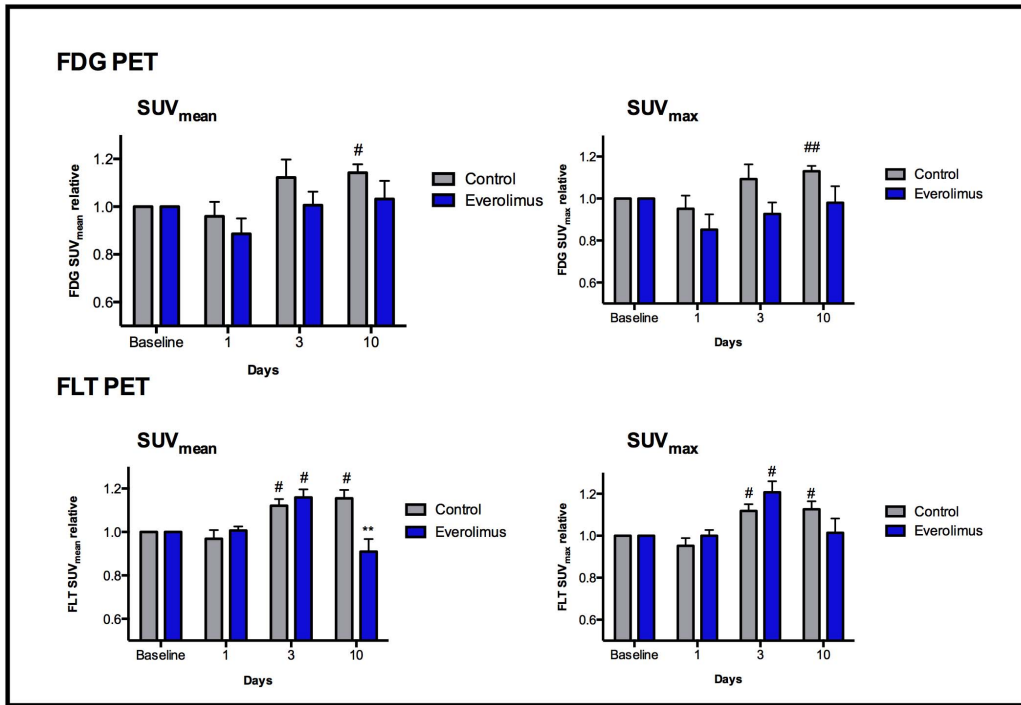 FDG PET
SUVmean
FDG SUVmean relative
1.2
1.0
0.8
0.6
#
Control
Everolimus
Baseline 1 3 10
Days
SUVmax
FDG SUVmax relative
1.2
1.0
0.8
0.6
##
Control
Everolimus
Baseline 1 3 10
Days
FLT PET
SUVmean
FLT SUVmean relative
1.2
1.0
0.8
0.6
# # #
**
Control
Everolimus
Baseline 1 3 10
Days
SUVmax
FLT SUVmax relative
1.2
1.0
0.8
0.6
# # #
Control
Everolimus
Baseline 1 3 10
Days